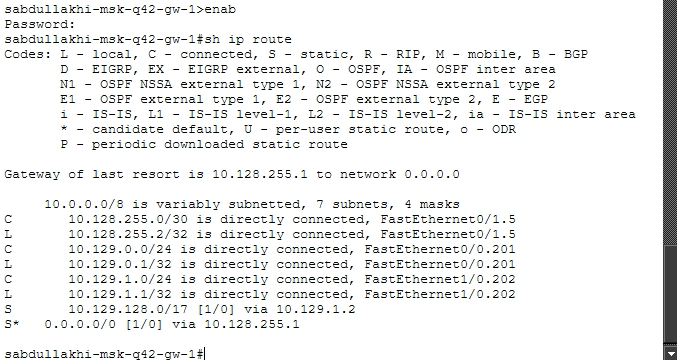 sabdullakhi-msk-q42-gw-1>enab
Password:
sabdullakhi-msk-q42-gw-1#sh ip route
Codes: L - local, C - connected, S - static, R - RIP, M - mobile, B - BGP
       D - EIGRP, EX - EIGRP external, O - OSPF, IA - OSPF inter area
       N1 - OSPF NSSA external type 1, N2 - OSPF NSSA external type 2
       E1 - OSPF external type 1, E2 - OSPF external type 2, E - EGP
       i - IS-IS, L1 - IS-IS level-1, L2 - IS-IS level-2, ia - IS-IS inter area
       * - candidate default, U - per-user static route, o - ODR
       P - periodic downloaded static route

Gateway of last resort is 10.128.255.1 to network 0.0.0.0

     10.0.0.0/8 is variably subnetted, 7 subnets, 4 masks
C       10.128.255.0/30 is directly connected, FastEthernet0/1.5
L       10.128.255.2/32 is directly connected, FastEthernet0/1.5
C       10.129.0.0/24 is directly connected, FastEthernet0/0.201
L       10.129.0.1/32 is directly connected, FastEthernet0/0.201
C       10.129.1.0/24 is directly connected, FastEthernet1/0.202
L       10.129.1.1/32 is directly connected, FastEthernet1/0.202
S       10.129.128.0/17 [1/0] via 10.129.1.2
S*   0.0.0.0/0 [1/0] via 10.128.255.1

sabdullakhi-msk-q42-gw-1#